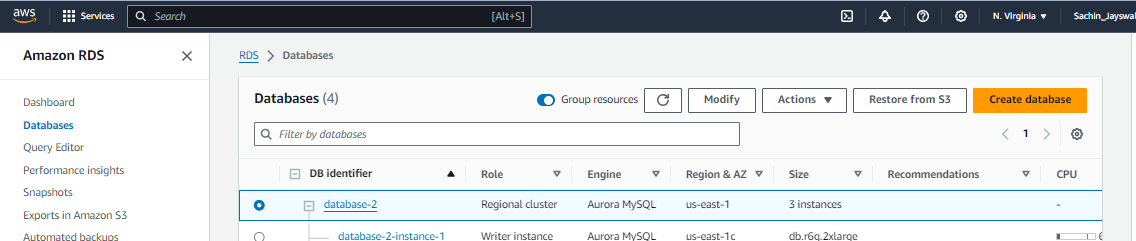 aws Services Search [Alt+S] N. Virginia Sachin_Jayswal
Amazon RDS
RDS > Databases
Dashboard
Databases
Query Editor
Performance insights
Snapshots
Exports in Amazon S3
Automated backups
Databases (4) Group resources Modify Actions Restore from S3 Create database
Filter by databases 1
DB identifier Role Engine Region & AZ Size Recommendations CPU
database-2 Regional cluster Aurora MySQL us-east-1 3 instances -
database-2-instance-1 Writer instance Aurora MySQL us-east-1c db.r6g.2xlarge